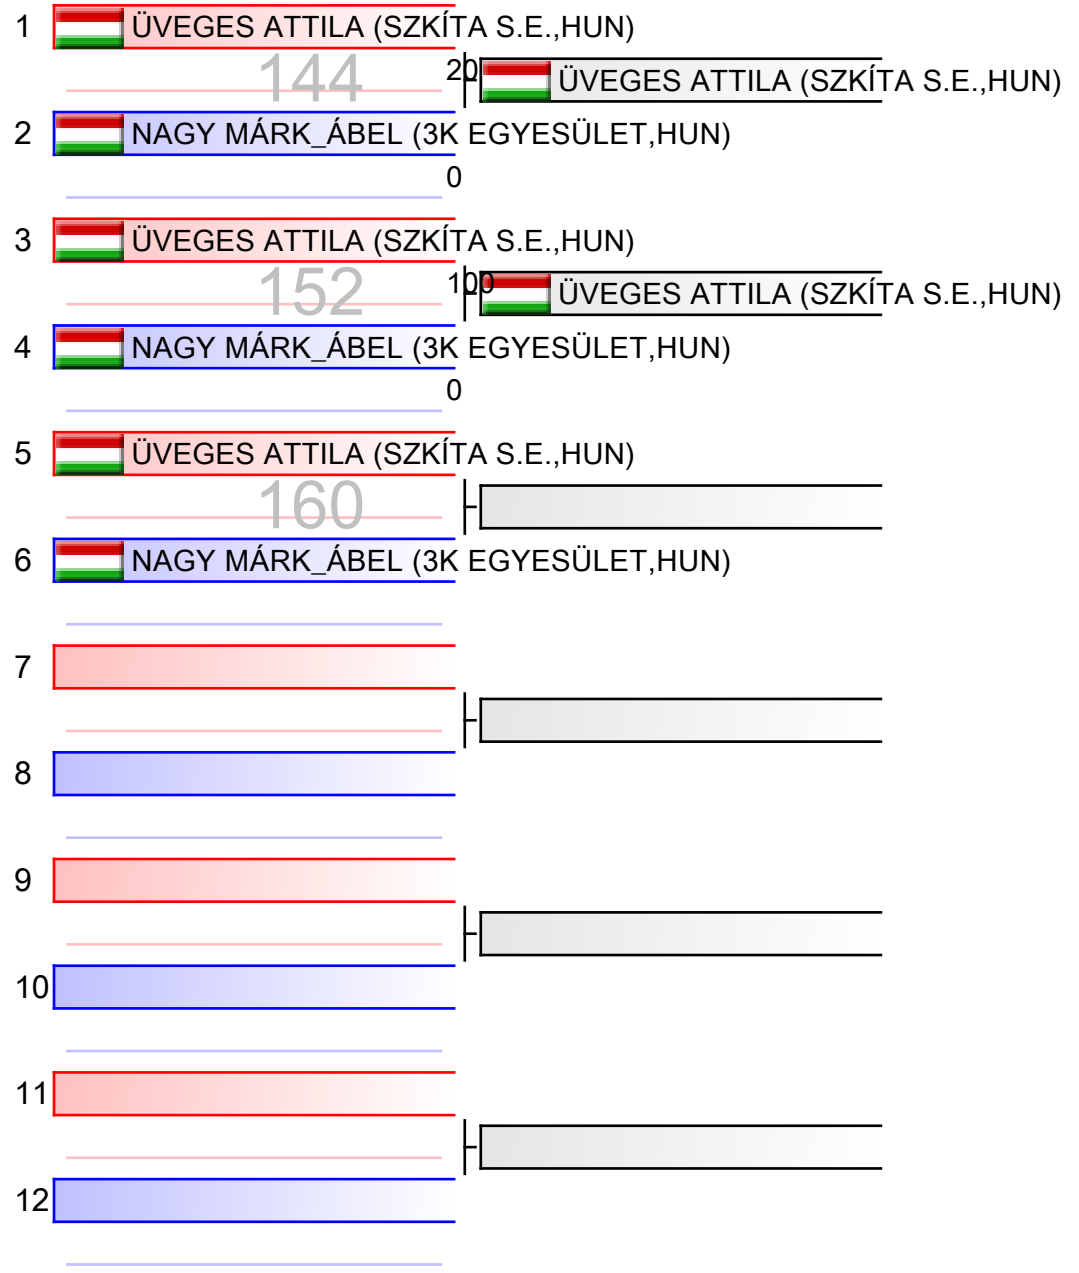 1 ÜVEGES ATTILA (SZKÍTA S.E.,HUN)
144 20 ÜVEGES ATTILA (SZKÍTA S.E.,HUN)
2 NAGY MÁRK_ÁBEL (3K EGYESÜLET,HUN)
0
3 ÜVEGES ATTILA (SZKÍTA S.E.,HUN)
152 100 ÜVEGES ATTILA (SZKÍTA S.E.,HUN)
4 NAGY MÁRK_ÁBEL (3K EGYESÜLET,HUN)
0
5 ÜVEGES ATTILA (SZKÍTA S.E.,HUN)
160
6 NAGY MÁRK_ÁBEL (3K EGYESÜLET,HUN)
7
8
9
10
11
12